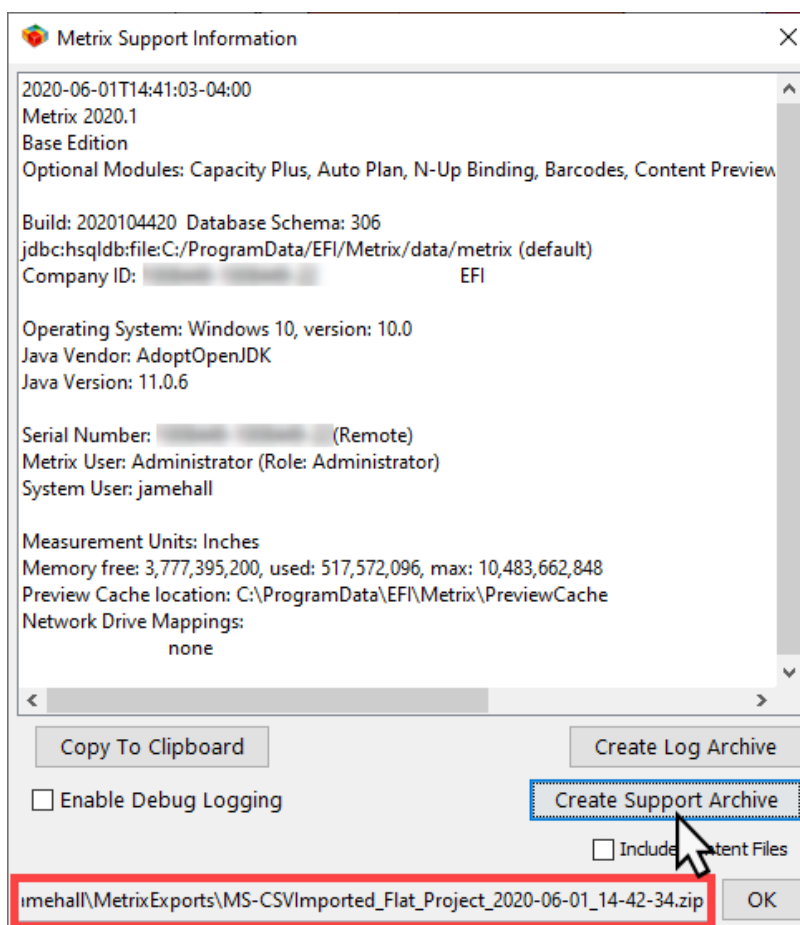 Metrix Support Information
2020-06-01T14:41:03-04:00
Metrix 2020.1
Base Edition
Optional Modules: Capacity Plus, Auto Plan, N-Up Binding, Barcodes, Content Preview
Build: 2020104420 Database Schema: 306
jdbc:hsqldb:file:C:/ProgramData/EFI/Metrix/data/metrix (default)
Company ID: EFI
Operating System: Windows 10, version: 10.0
Java Vendor: AdoptOpenJDK
Java Version: 11.0.6
Serial Number: (Remote)
Metrix User: Administrator (Role: Administrator)
System User: jamehall
Measurement Units: Inches
Memory free: 3,777,395,200, used: 517,572,096, max: 10,483,662,848
Preview Cache location: C:\ProgramData\EFI\Metrix\PreviewCache
Network Drive Mappings:
none
Copy To Clipboard Create Log Archive
Enable Debug Logging Create Support Archive
Include tent Files
amehall\MetrixExports\MS-CSVImported_Flat_Project_2020-06-01_14-42-34.zip OK